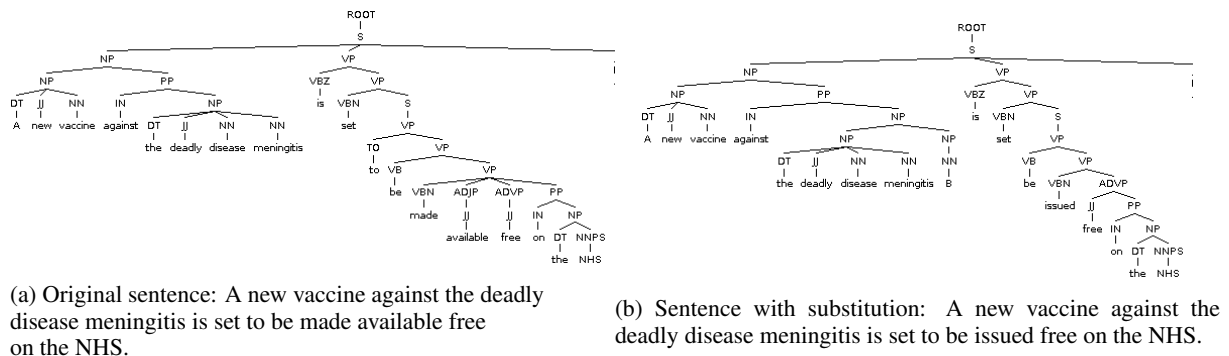 ROOT
S
NP VP
NP PP VBZ VP
DT JJ NN IN NP is VBN S
A new vaccine against DT JJ NN NN set VP
the deadly disease meningitis TO VP
to VB VP
be VBN ADJP ADVP PP
made JJ JJ IN NP
available free on DT NNPS
the NHS
(a) Original sentence: A new vaccine against the deadly
disease meningitis is set to be made available free
on the NHS.
ROOT
S
NP VP
NP PP VBZ VP
DT JJ NN IN NP is VBN S
A new vaccine against NP NP set VP
DT JJ NN NN NN VB VP
the deadly disease meningitis B be VBN ADVP
issued JJ PP
free IN NP
on DT NNPS
the NHS
(b) Sentence with substitution: A new vaccine against the
deadly disease meningitis is set to be issued free on the NHS.